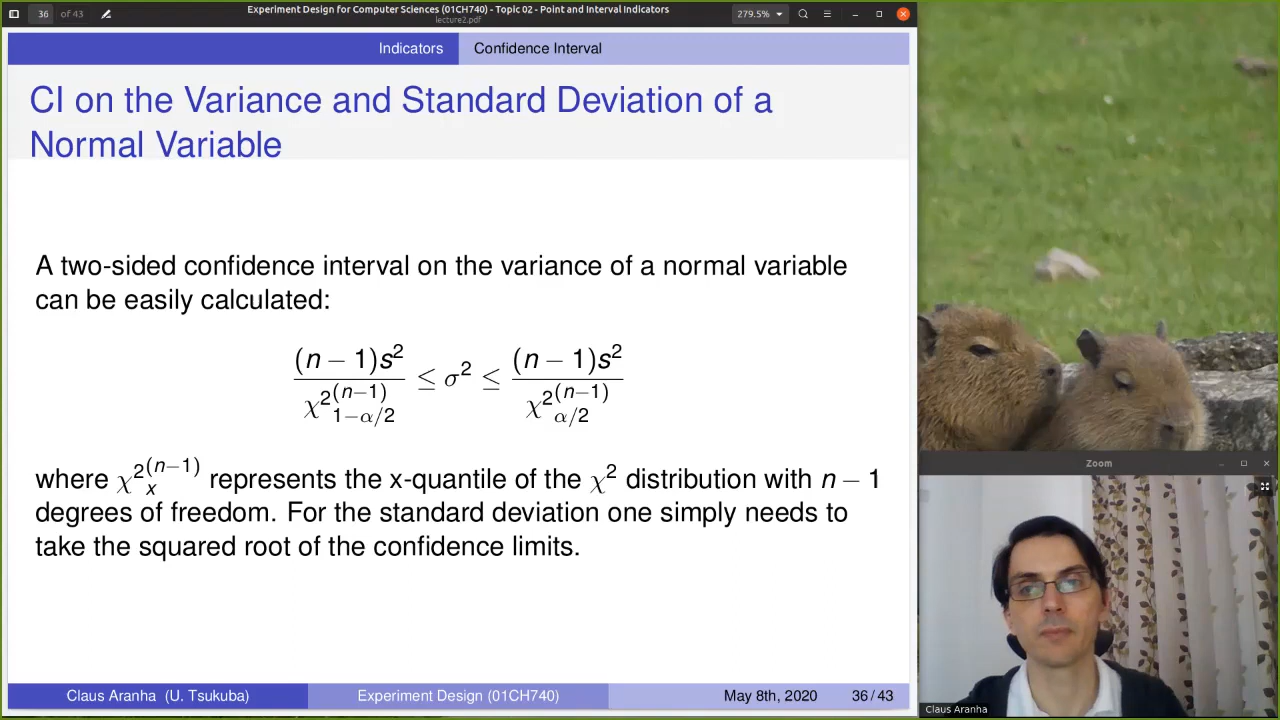 36 of 43
Experiment Design for Computer Sciences (01CH740) - Topic 02 - Point and Interval Indicators
lecture2.pdf
279.5%
Indicators Confidence Interval
CI on the Variance and Standard Deviation of a
Normal Variable
A two-sided confidence interval on the variance of a normal variable
can be easily calculated:
(n − 1)s² / χ²₁₋α/₂⁽ⁿ⁻¹⁾ ≤ σ² ≤ (n − 1)s² / χ²α/₂⁽ⁿ⁻¹⁾
where χ²ₓ⁽ⁿ⁻¹⁾ represents the x-quantile of the χ² distribution with n − 1
degrees of freedom. For the standard deviation one simply needs to
take the squared root of the confidence limits.
Claus Aranha (U. Tsukuba) Experiment Design (01CH740) May 8th, 2020 36 / 43
Zoom
Claus Aranha